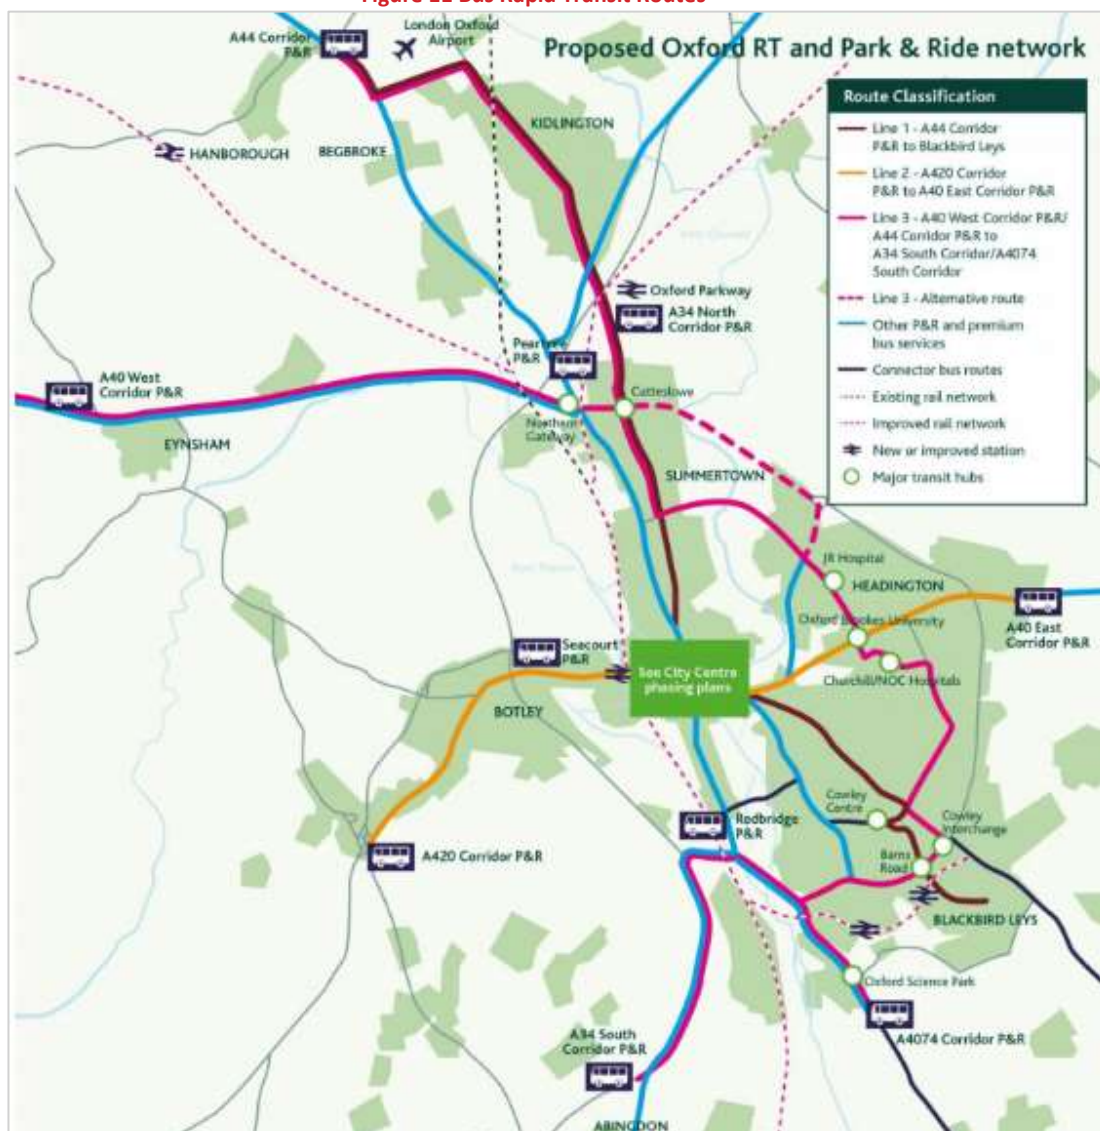 Figure 11 Bus Rapid Transit Routes
Proposed Oxford RT and Park & Ride network
A44 Corridor
P&R
London Oxford
Airport
Route Classification
Line 1 - A44 Corridor
P&R to Blackbird Leys
Line 2 - A420 Corridor
P&R to A40 East Corridor P&R
Line 3 - A40 West Corridor P&R/
A44 Corridor P&R to
A34 South Corridor/A4074
South Corridor
Line 3 - Alternative route
Other P&R and premium
bus services
Connector bus routes
Existing rail network
Improved rail network
New or improved station
Major transit hubs
KIDLINGTON
HANBOROUGH
BEGBROKE
Oxford Parkway
A34 North
Corridor P&R
P&R
A40 West
Corridor P&R
Cutteslowe
Northern
Gateway
EYNSHAM
SUMMERTOWN
JR Hospital
HEADINGTON
Oxford Brookes University
A40 East
Corridor P&R
Seacourt
P&R
See City Centre
phasing plans
Churchill/NOC Hospitals
BOTLEY
Cowley
Centre
Cowley
Interchange
Redbridge
P&R
A420 Corridor P&R
Barns
Road
BLACKBIRD LEYS
Oxford Science Park
A34 South
Corridor P&R
A4074 Corridor P&R
ABINGDON